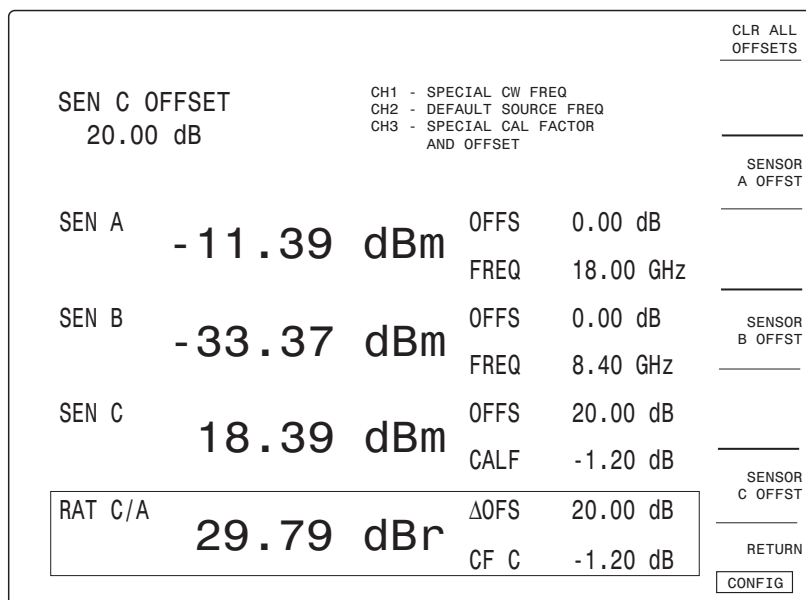 CLR ALL
OFFSETS
SEN C OFFSET
20.00 dB
CH1 - SPECIAL CW FREQ
CH2 - DEFAULT SOURCE FREQ
CH3 - SPECIAL CAL FACTOR
AND OFFSET
SENSOR
A OFFST
SEN A
-11.39 dBm
OFFS 0.00 dB
FREQ 18.00 GHz
SEN B
-33.37 dBm
OFFS 0.00 dB
FREQ 8.40 GHz
SENSOR
B OFFST
SEN C
18.39 dBm
OFFS 20.00 dB
CALF -1.20 dB
SENSOR
C OFFST
RAT C/A
29.79 dBr
ΔOFS 20.00 dB
CF C -1.20 dB
RETURN
CONFIG